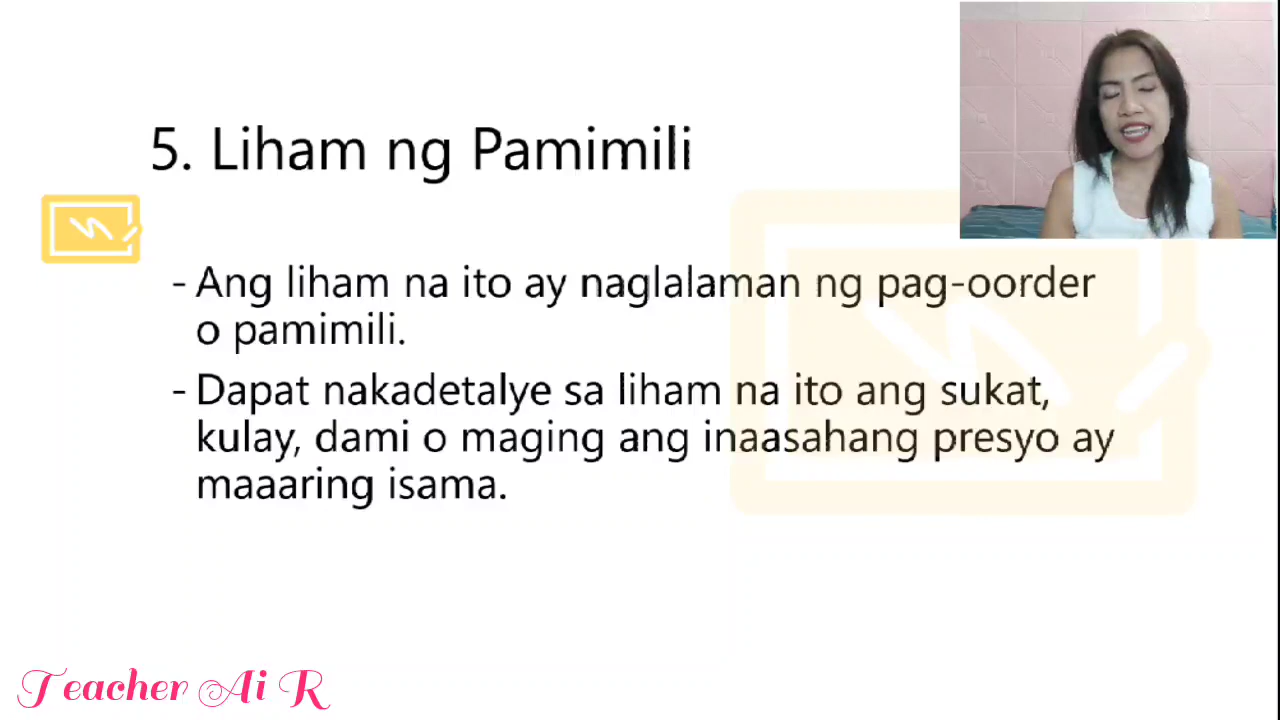 5. Liham ng Pamimili
- Ang liham na ito ay naglalaman ng pag-oorder
o pamimili.
- Dapat nakadetalye sa liham na ito ang sukat,
kulay, dami o maging ang inaasahang presyo ay
maaaring isama.
Teacher Ai R